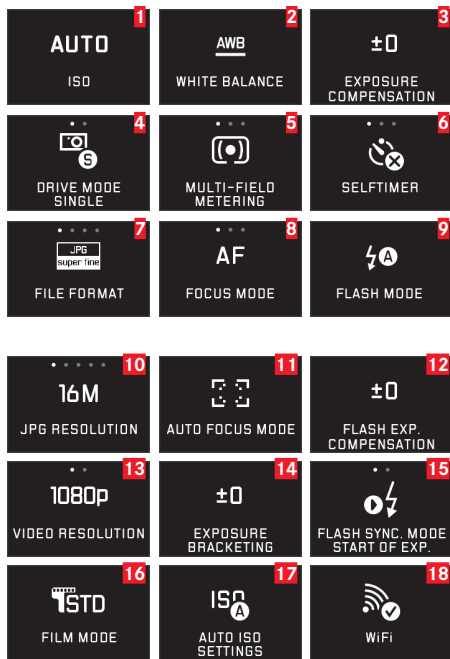 1
AUTO
ISO
2
AWB
WHITE BALANCE
3
±0
EXPOSURE
COMPENSATION
4
S
DRIVE MODE
SINGLE
5
MULTI-FIELD
METERING
6
SELFTIMER
7
JPG
super fine
FILE FORMAT
8
AF
FOCUS MODE
9
A
FLASH MODE
10
16M
JPG RESOLUTION
11
AUTO FOCUS MODE
12
±0
FLASH EXP.
COMPENSATION
13
1080p
VIDEO RESOLUTION
14
±0
EXPOSURE
BRACKETING
15
FLASH SYNC. MODE
START OF EXP.
16
STD
FILM MODE
17
ISO
A
AUTO ISO
SETTINGS
18
WiFi